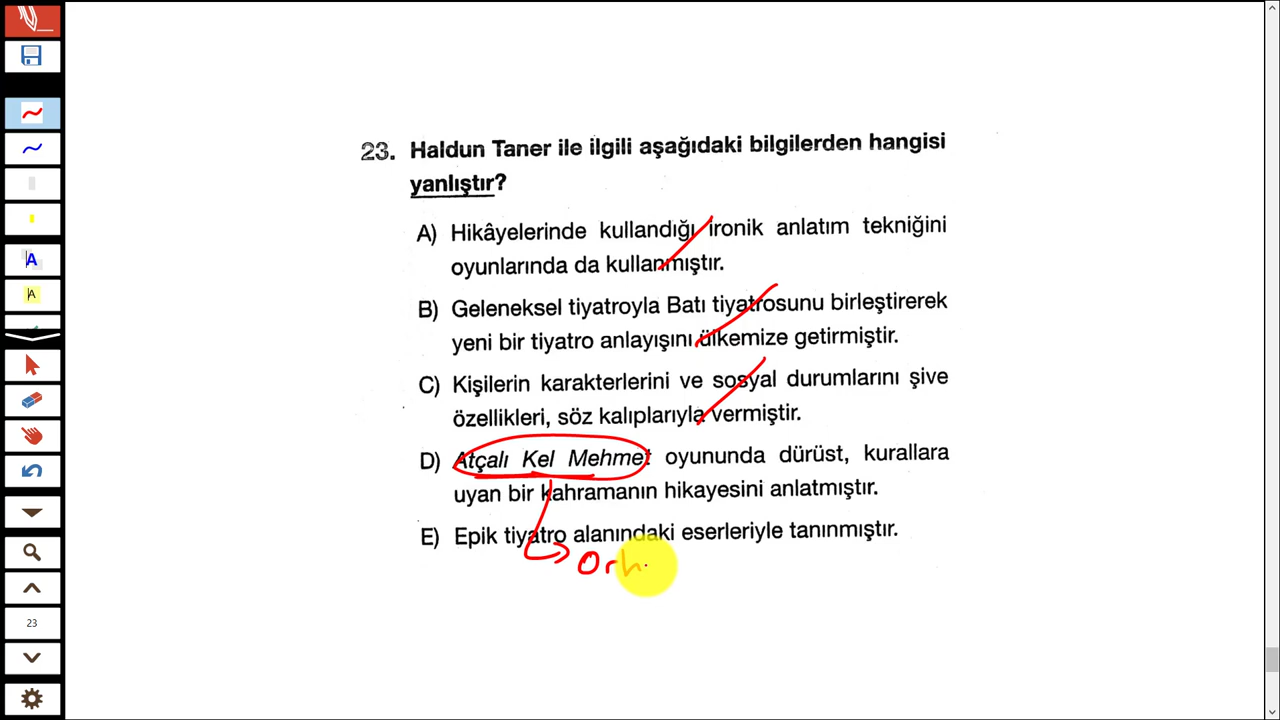 23. Haldun Taner ile ilgili aşağıdaki bilgilerden hangisi
yanlıştır?
A) Hikâyelerinde kullandığı ironik anlatım tekniğini
oyunlarında da kullanmıştır.
B) Geleneksel tiyatroyla Batı tiyatrosunu birleştirerek
yeni bir tiyatro anlayışını ülkemize getirmiştir.
C) Kişilerin karakterlerini ve sosyal durumlarını şive
özellikleri, söz kalıplarıyla vermiştir.
D) Atçalı Kel Mehmet oyununda dürüst, kurallara
uyan bir kahramanın hikayesini anlatmıştır.
E) Epik tiyatro alanındaki eserleriyle tanınmıştır.
Orh
A
A
23